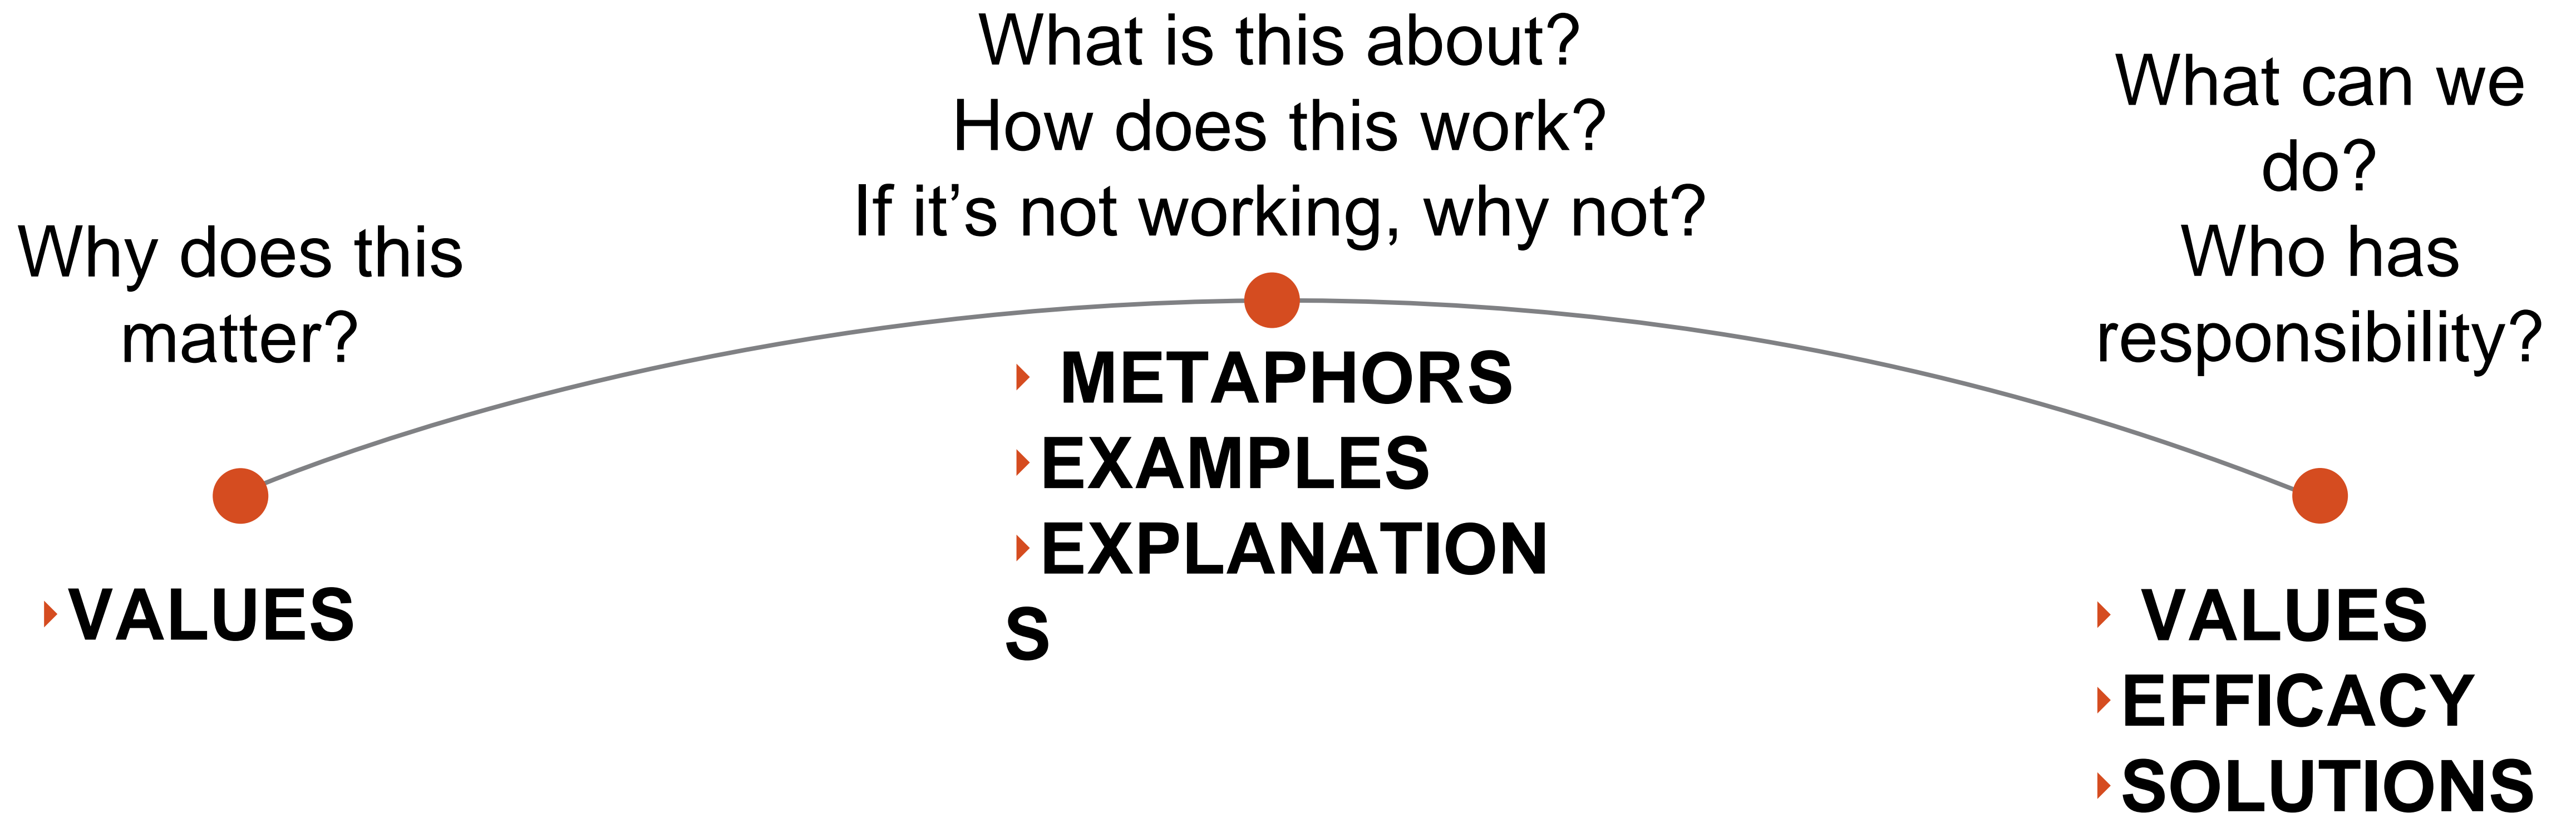 Why does this
matter?
‣VALUES
What is this about?
How does this work?
If it’s not working, why not?
‣ METAPHORS
‣EXAMPLES
‣EXPLANATION
S
What can we
do?
Who has
responsibility?
‣ VALUES
‣EFFICACY
‣SOLUTIONS